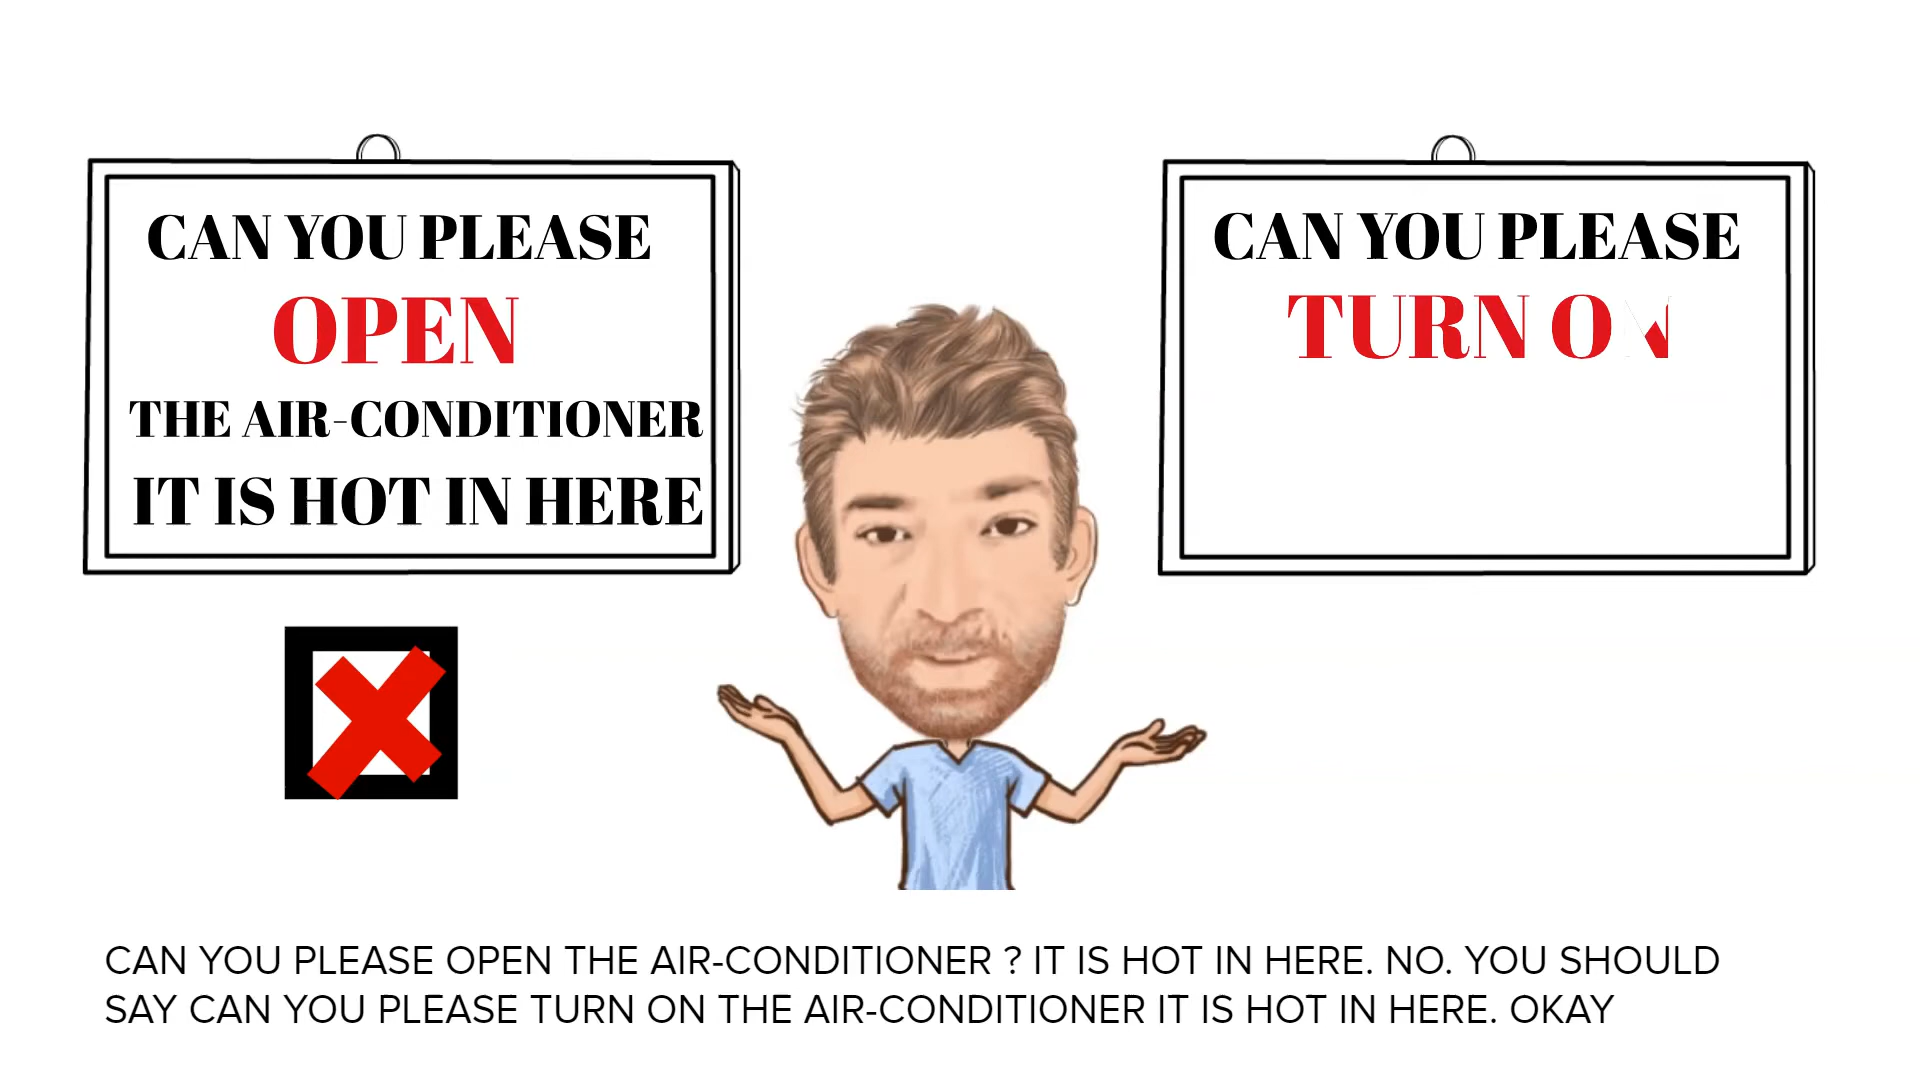 CAN YOU PLEASE
OPEN
THE AIR-CONDITIONER
IT IS HOT IN HERE
CAN YOU PLEASE
TURN ON
CAN YOU PLEASE OPEN THE AIR-CONDITIONER ? IT IS HOT IN HERE. NO. YOU SHOULD
SAY CAN YOU PLEASE TURN ON THE AIR-CONDITIONER IT IS HOT IN HERE. OKAY